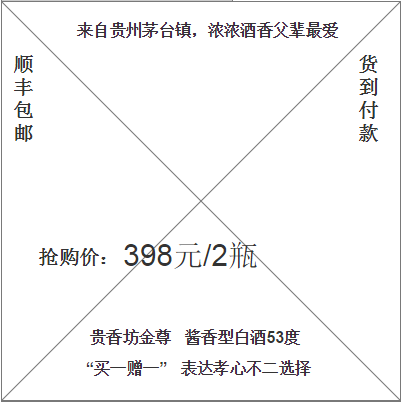 来自贵州茅台镇，浓浓酒香父辈最爱
顺丰包邮
货到付款
抢购价：398元/2瓶
贵香坊金尊 酱香型白酒53度
“买一赠一” 表达孝心不二选择